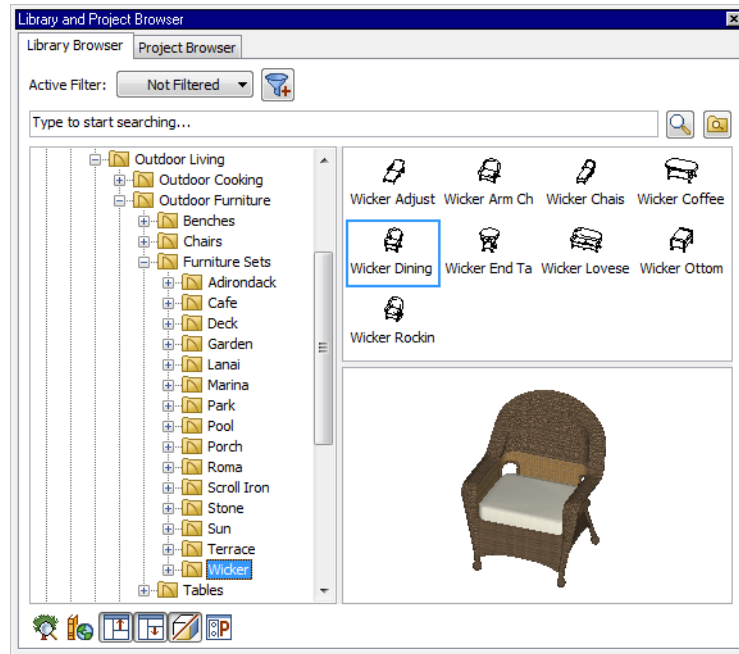 Library and Project Browser
Library Browser Project Browser
Active Filter: Not Filtered
Type to start searching...
Outdoor Living
Outdoor Cooking
Outdoor Furniture
Benches
Chairs
Furniture Sets
Adirondack
Cafe
Deck
Garden
Lanai
Marina
Park
Pool
Porch
Roma
Scroll Iron
Stone
Sun
Terrace
Wicker
Tables
Wicker Adjust Wicker Arm Ch Wicker Chais Wicker Coffee
Wicker Dining Wicker End Ta Wicker Lovese Wicker Ottom
Wicker Rockin
P